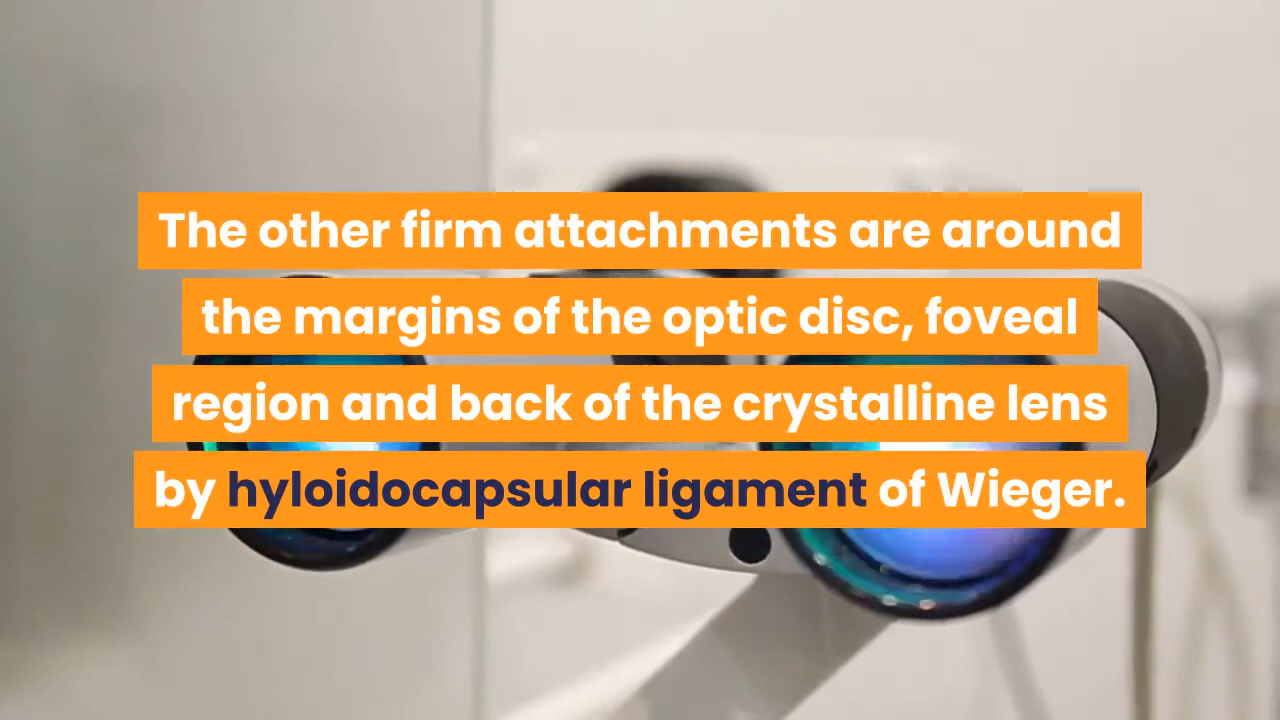 The other firm attachments are around
the margins of the optic disc, foveal
region and back of the crystalline lens
by hyloidocapsular ligament of Wieger.